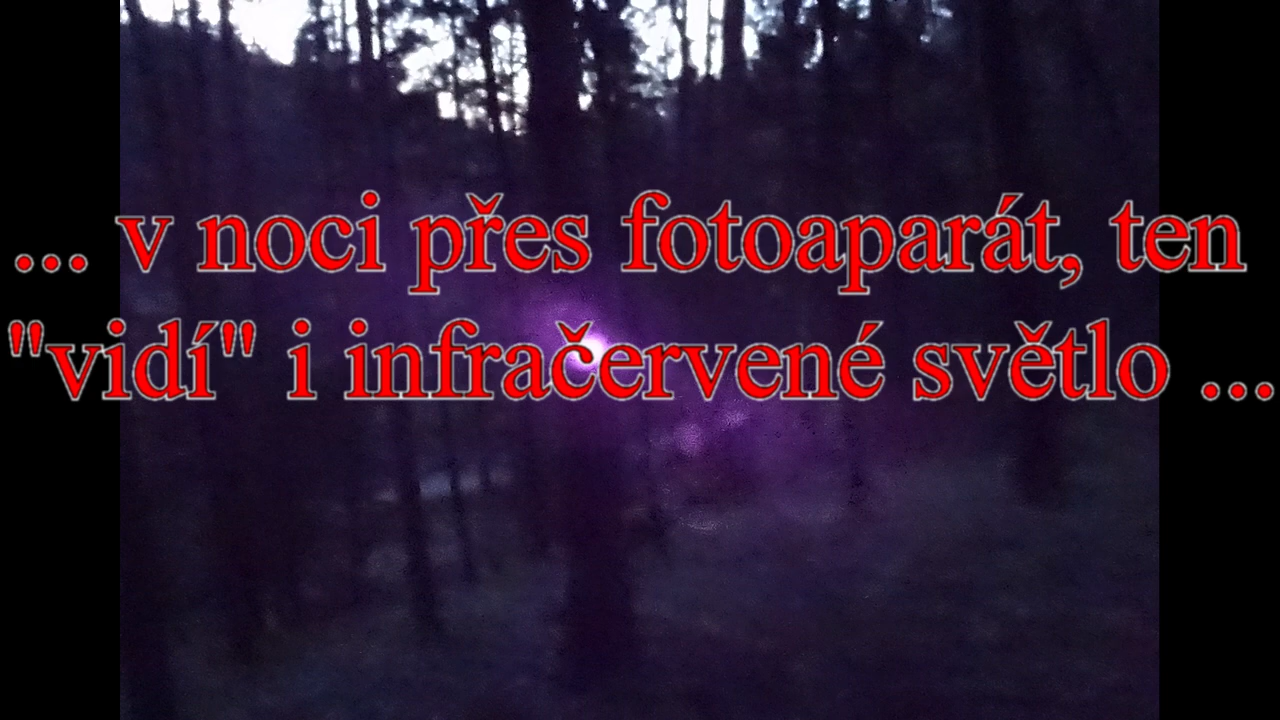 ... v noci přes fotoaparát, ten
"vidí" i infračervené světlo ...